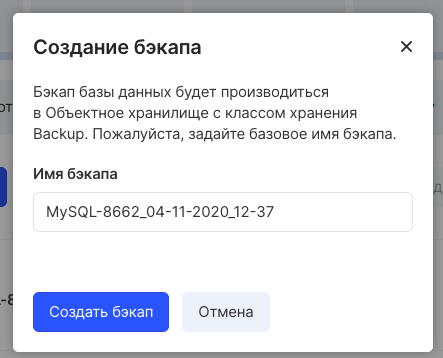 Создание бэкапа
Бэкап базы данных будет производиться
в Объектное хранилище с классом хранения
Backup. Пожалуйста, задайте базовое имя бэкапа.
Имя бэкапа
MySQL-8662_04-11-2020_12-37
Создать бэкап
Отмена